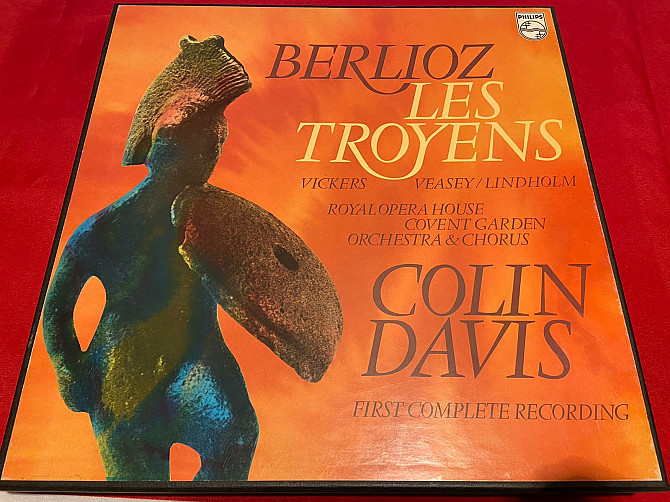 PHILIPS
BERLIOZ
LES
TROYENS
VICKERS VEASEY/LINDHOLM
ROYAL OPERA HOUSE
COVENT GARDEN
ORCHESTRA & CHORUS
COLIN
DAVIS
FIRST COMPLETE RECORDING